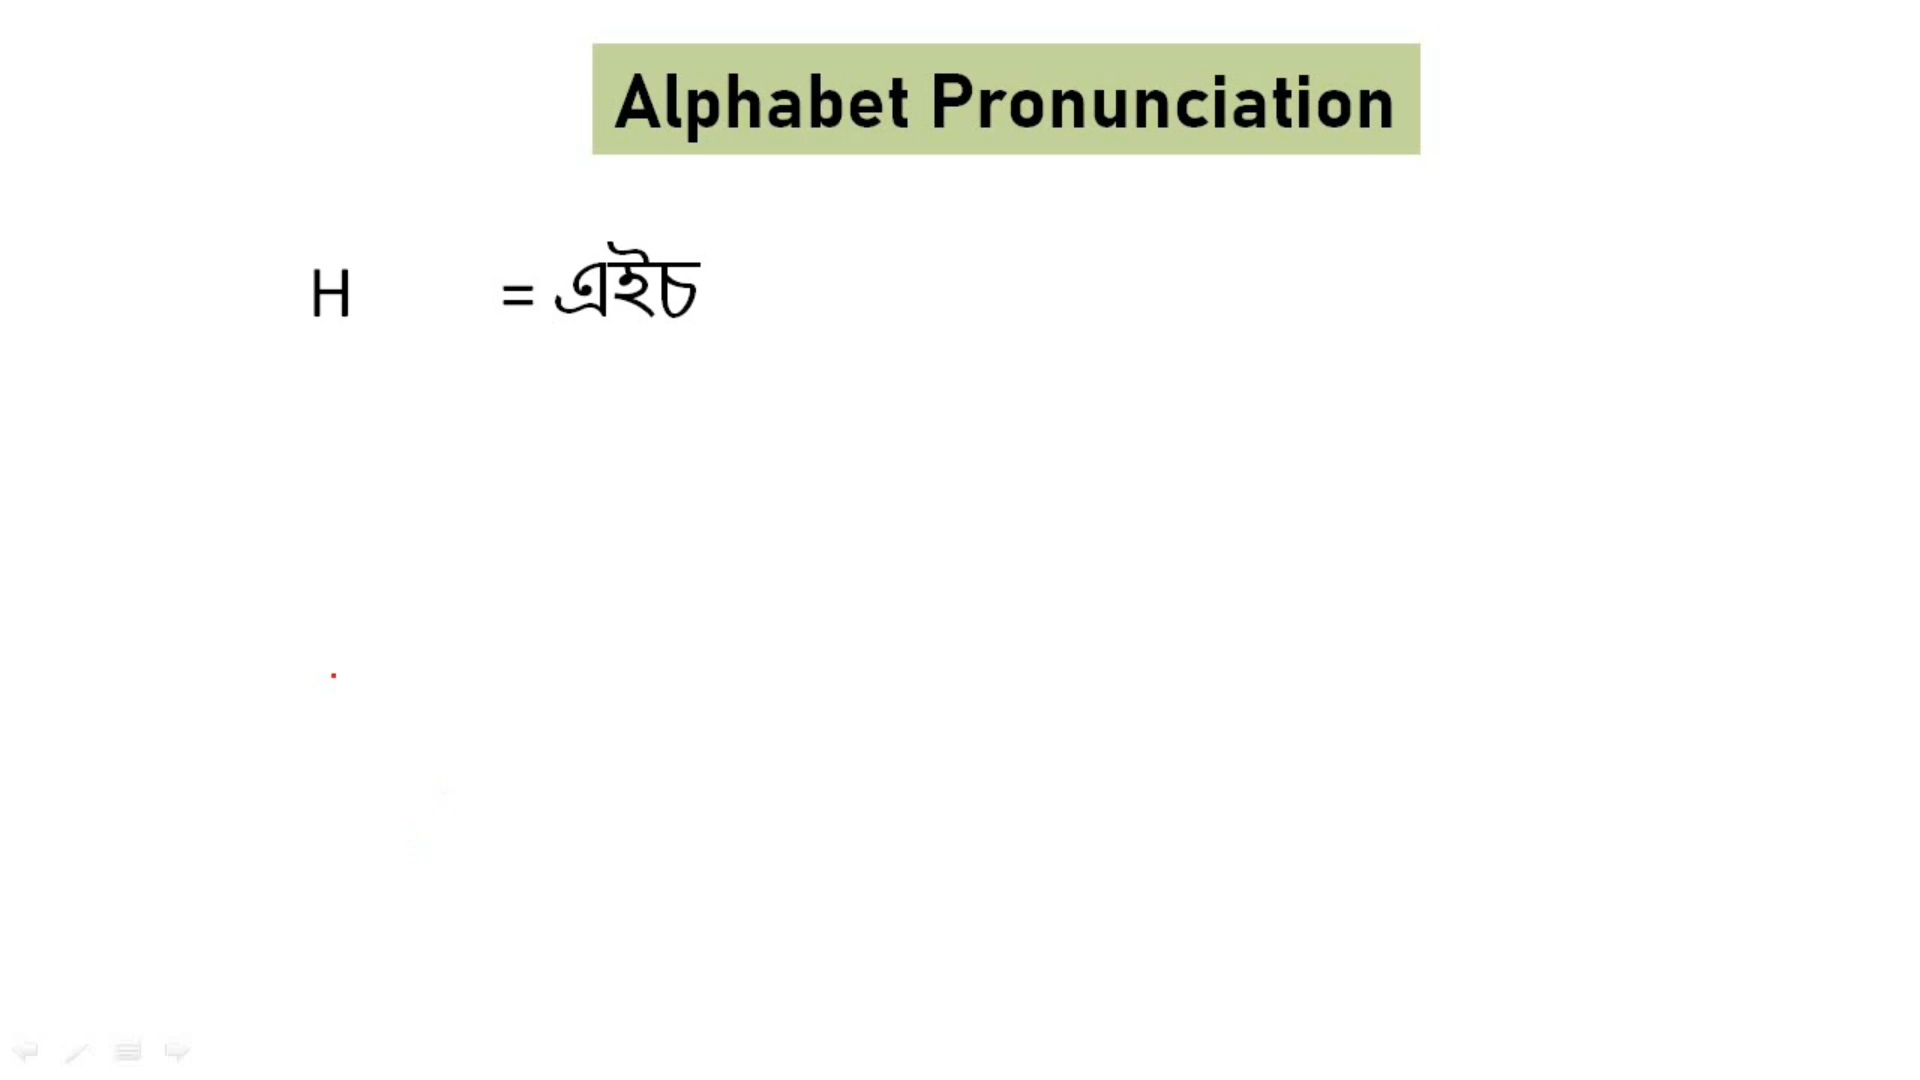 Alphabet Pronunciation
H = এইচ